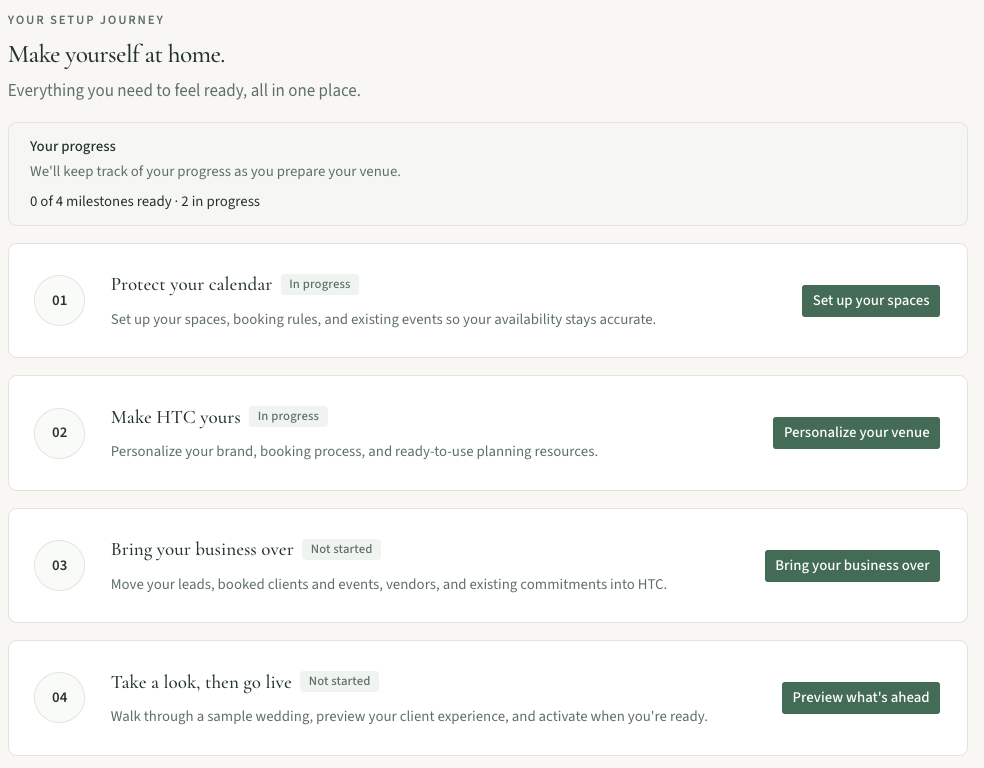 YOUR SETUP JOURNEY
Make yourself at home.
Everything you need to feel ready, all in one place.
Your progress
We'll keep track of your progress as you prepare your venue.
0 of 4 milestones ready · 2 in progress
01
Protect your calendar In progress
Set up your spaces, booking rules, and existing events so your availability stays accurate.
Set up your spaces
02
Make HTC yours In progress
Personalize your brand, booking process, and ready-to-use planning resources.
Personalize your venue
03
Bring your business over Not started
Move your leads, booked clients and events, vendors, and existing commitments into HTC.
Bring your business over
04
Take a look, then go live Not started
Walk through a sample wedding, preview your client experience, and activate when you're ready.
Preview what's ahead